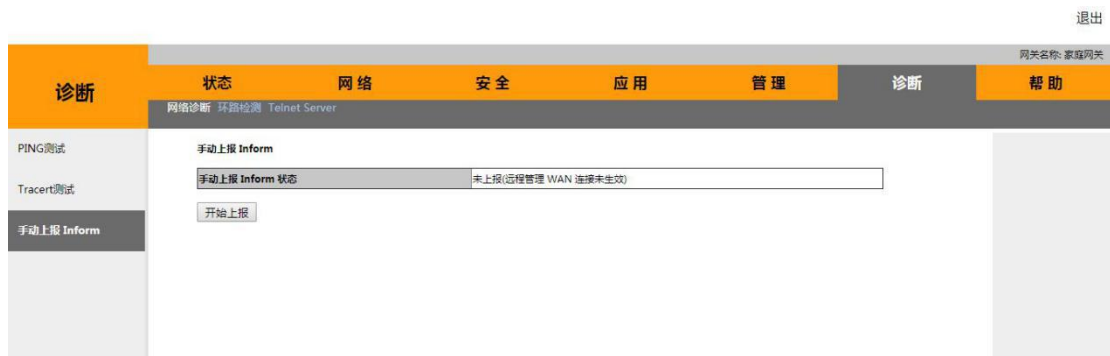 退出
网关名称: 家庭网关
诊断
状态 网络 安全 应用 管理 诊断 帮助
网络诊断 环路检测 Telnet Server
PING测试
Tracert测试
手动上报 Inform
手动上报 Inform
手动上报 Inform 状态 未上报(远程管理 WAN 连接未生效)
开始上报